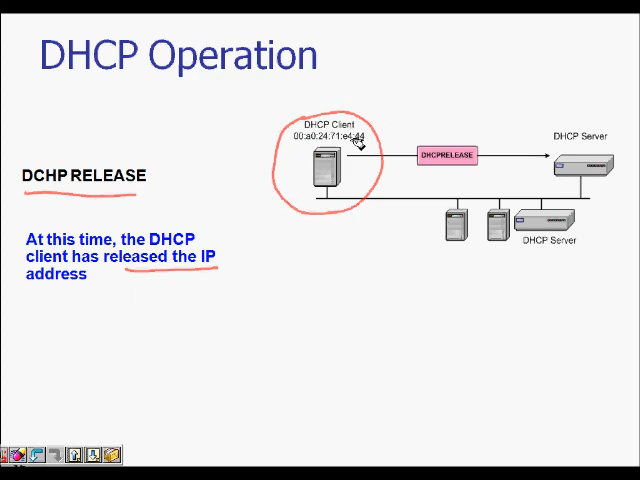 DHCP Operation
DHCP Client
00:a0:24:71:e4:44
DHCPRELEASE
DHCP Server
DCHP RELEASE
DHCP Server
At this time, the DHCP
client has released the IP
address